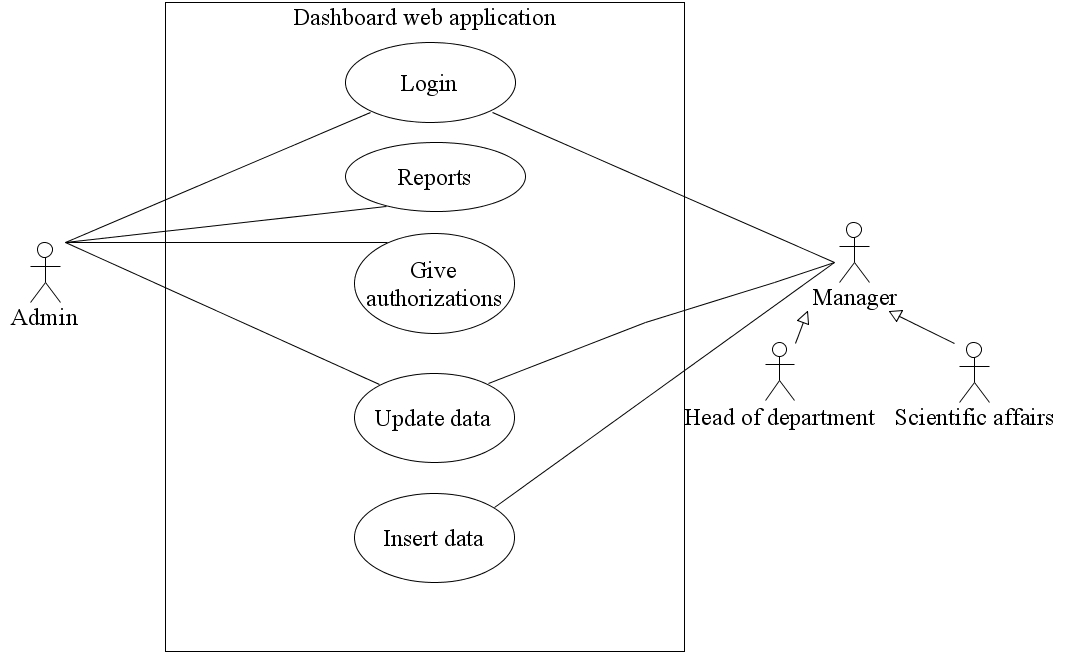 Dashboard web application
Login
Reports
Give
authorizations
Update data
Insert data
Admin
Manager
Head of department
Scientific affairs